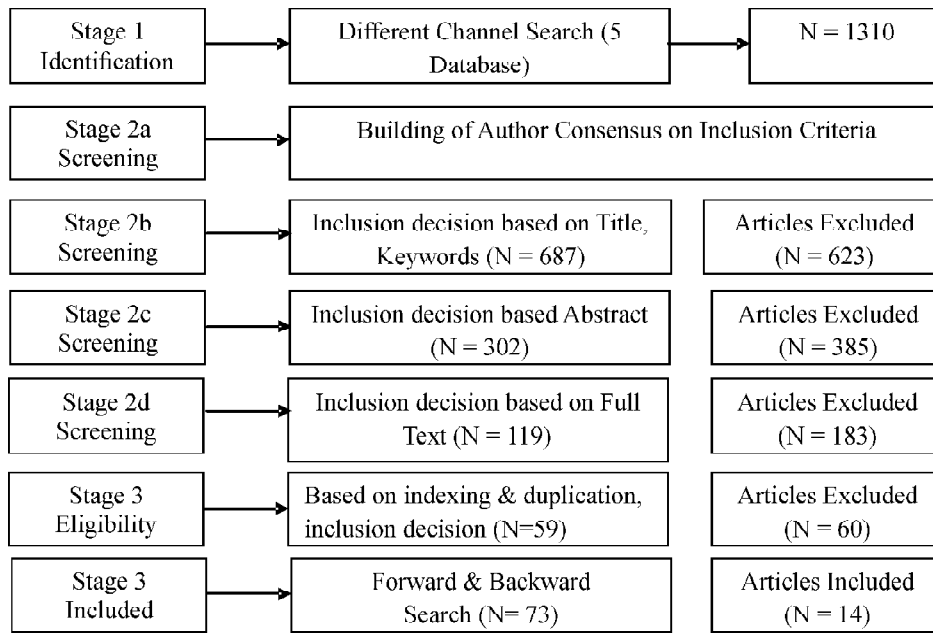 Stage 1
Identification
Different Channel Search (5
Database)
N = 1310
Stage 2a
Screening
Building of Author Consensus on Inclusion Criteria
Stage 2b
Screening
Inclusion decision based on Title,
Keywords (N = 687)
Articles Excluded
(N = 623)
Stage 2c
Screening
Inclusion decision based Abstract
(N = 302)
Articles Excluded
(N = 385)
Stage 2d
Screening
Inclusion decision based on Full
Text (N = 119)
Articles Excluded
(N = 183)
Stage 3
Eligibility
Based on indexing & duplication,
inclusion decision (N=59)
Articles Excluded
(N = 60)
Stage 3
Included
Forward & Backward
Search (N= 73)
Articles Included
(N = 14)